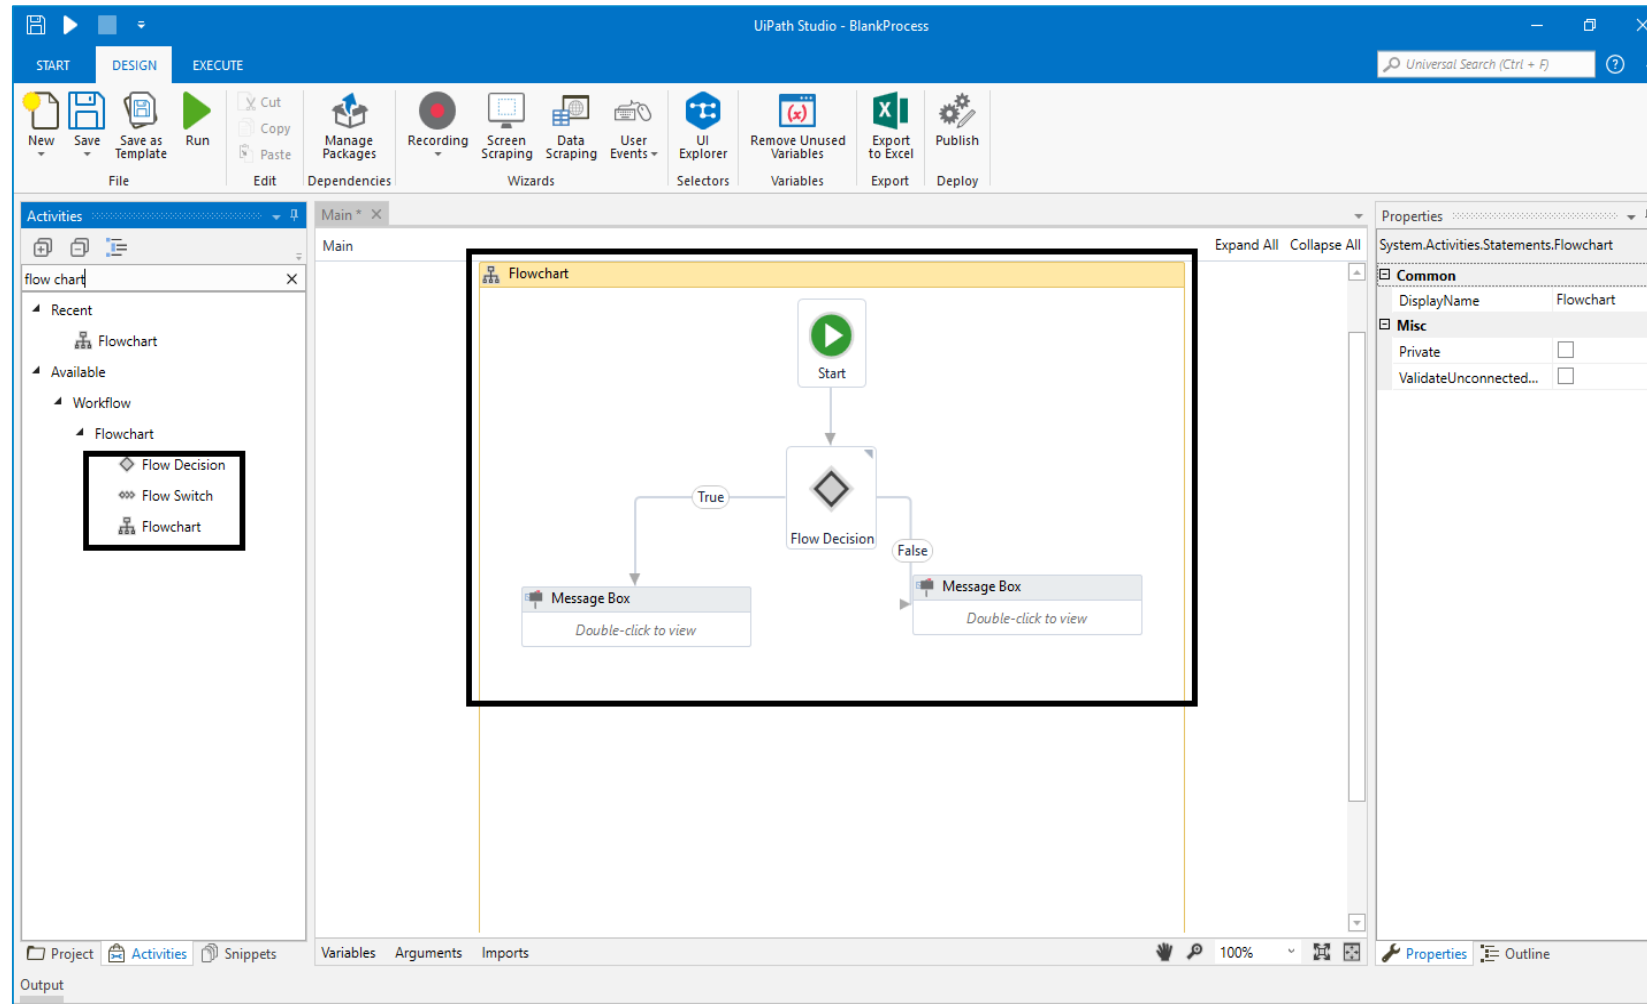 UiPath Studio - BlankProcess
START DESIGN EXECUTE
Universal Search (Ctrl + F)
?
New
Save
Save as
Template
Run
Cut
Copy
Paste
Manage
Packages
Recording
Screen
Scraping
Data
Scraping
User
Events
UI
Explorer
Remove Unused
Variables
Export
to Excel
Publish
File Edit Dependencies Wizards Selectors Variables Export Deploy
Activities
flow chart
Recent
Flowchart
Available
Workflow
Flowchart
Flow Decision
Flow Switch
Flowchart
Project Activities Snippets
Main *
Main
Expand All Collapse All
Flowchart
Start
Flow Decision
True
False
Message Box
Double-click to view
Message Box
Double-click to view
Variables Arguments Imports
100%
Properties
System.Activities.Statements.Flowchart
Common
DisplayName Flowchart
Misc
Private
ValidateUnconnected...
Properties Outline
Output